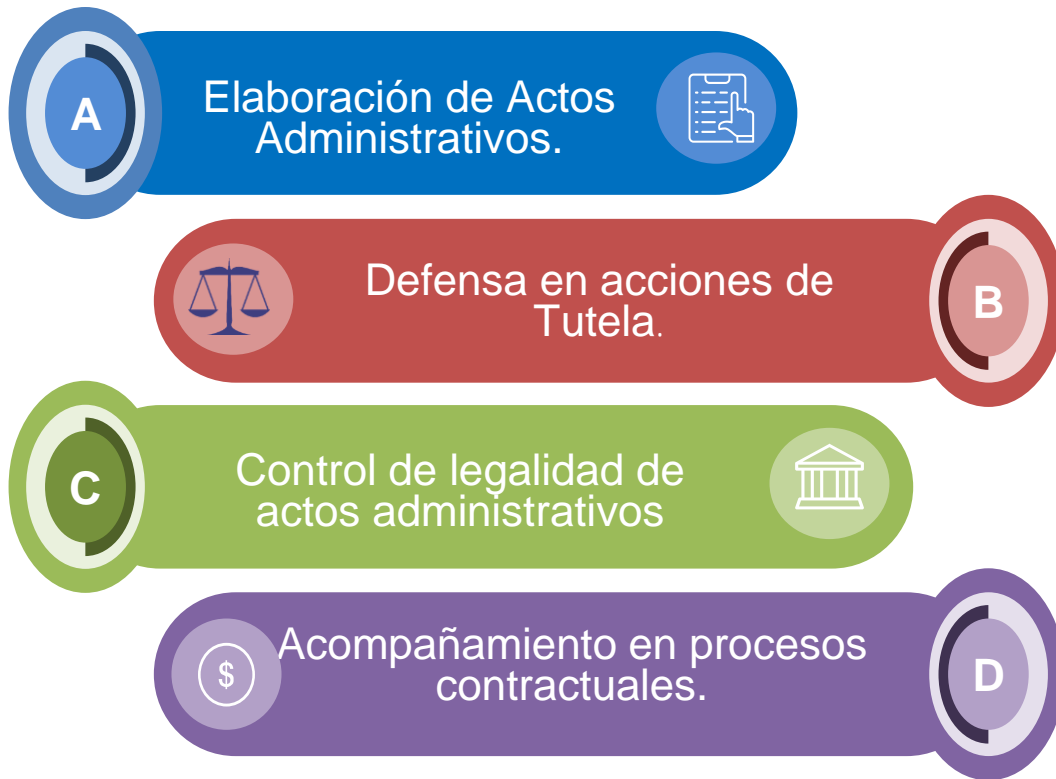 A
Elaboración de Actos
Administrativos.
Defensa en acciones de
Tutela.
B
C
Control de legalidad de
actos administrativos
$
Acompañamiento en procesos
contractuales.
D